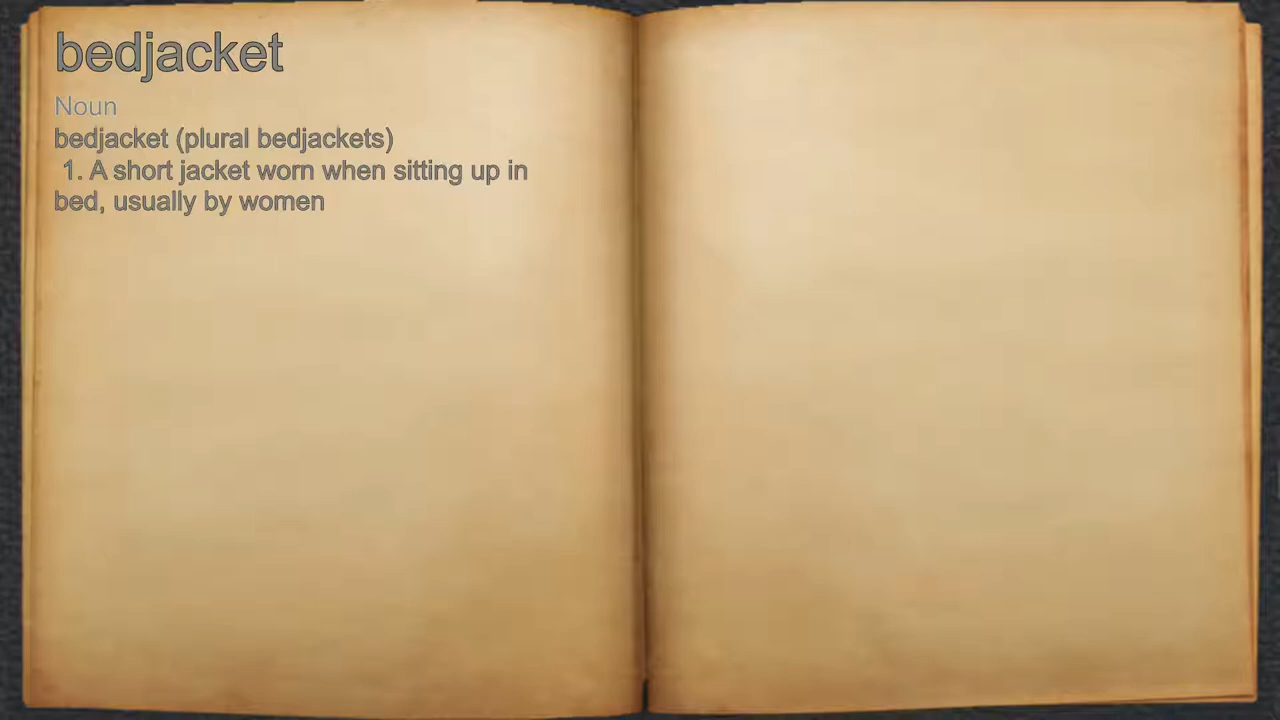 bedjacket
Noun
bedjacket (plural bedjackets)
1. A short jacket worn when sitting up in
bed, usually by women